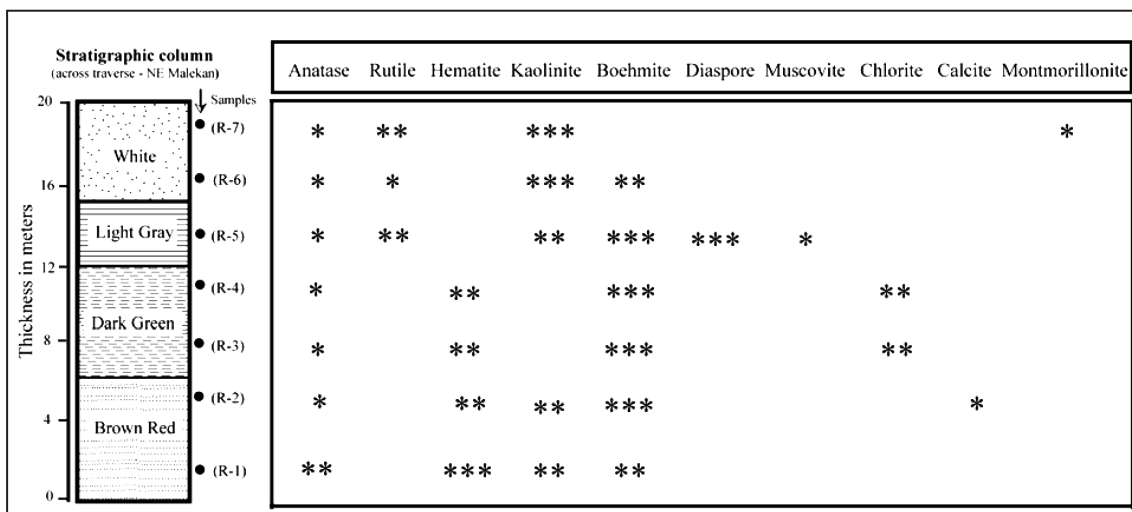 Stratigraphic column
(across traverse - NE Malekan)
Samples
Anatase Rutile Hematite Kaolinite Boehmite Diaspore Muscovite Chlorite Calcite Montmorillonite
Thickness in meters
20
White (R-7) * ** *** *
16 (R-6) * * *** **
Light Gray (R-5) * ** ** *** *** *
12
(R-4) * ** *** **
Dark Green
8 (R-3) * ** *** **
(R-2) * ** ** *** *
4
Brown Red
(R-1) ** *** ** **
0